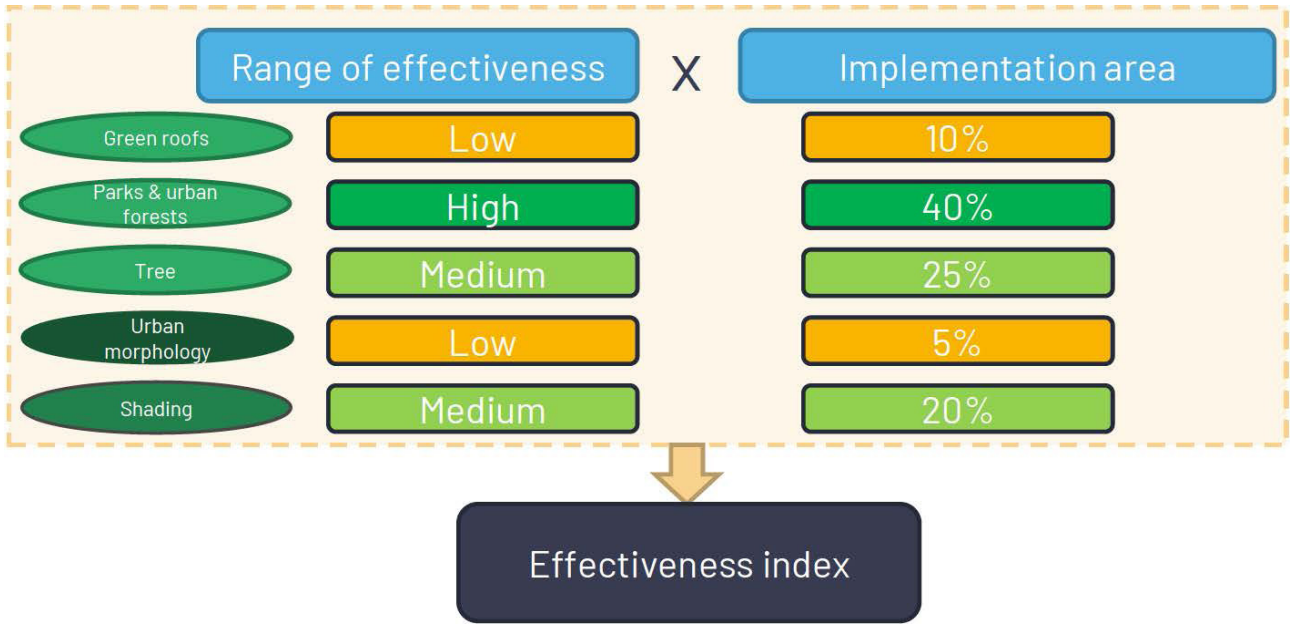 Range of effectiveness X Implementation area
Green roofs Low 10%
Parks & urban
forests High 40%
Tree Medium 25%
Urban
morphology Low 5%
Shading Medium 20%
Effectiveness index